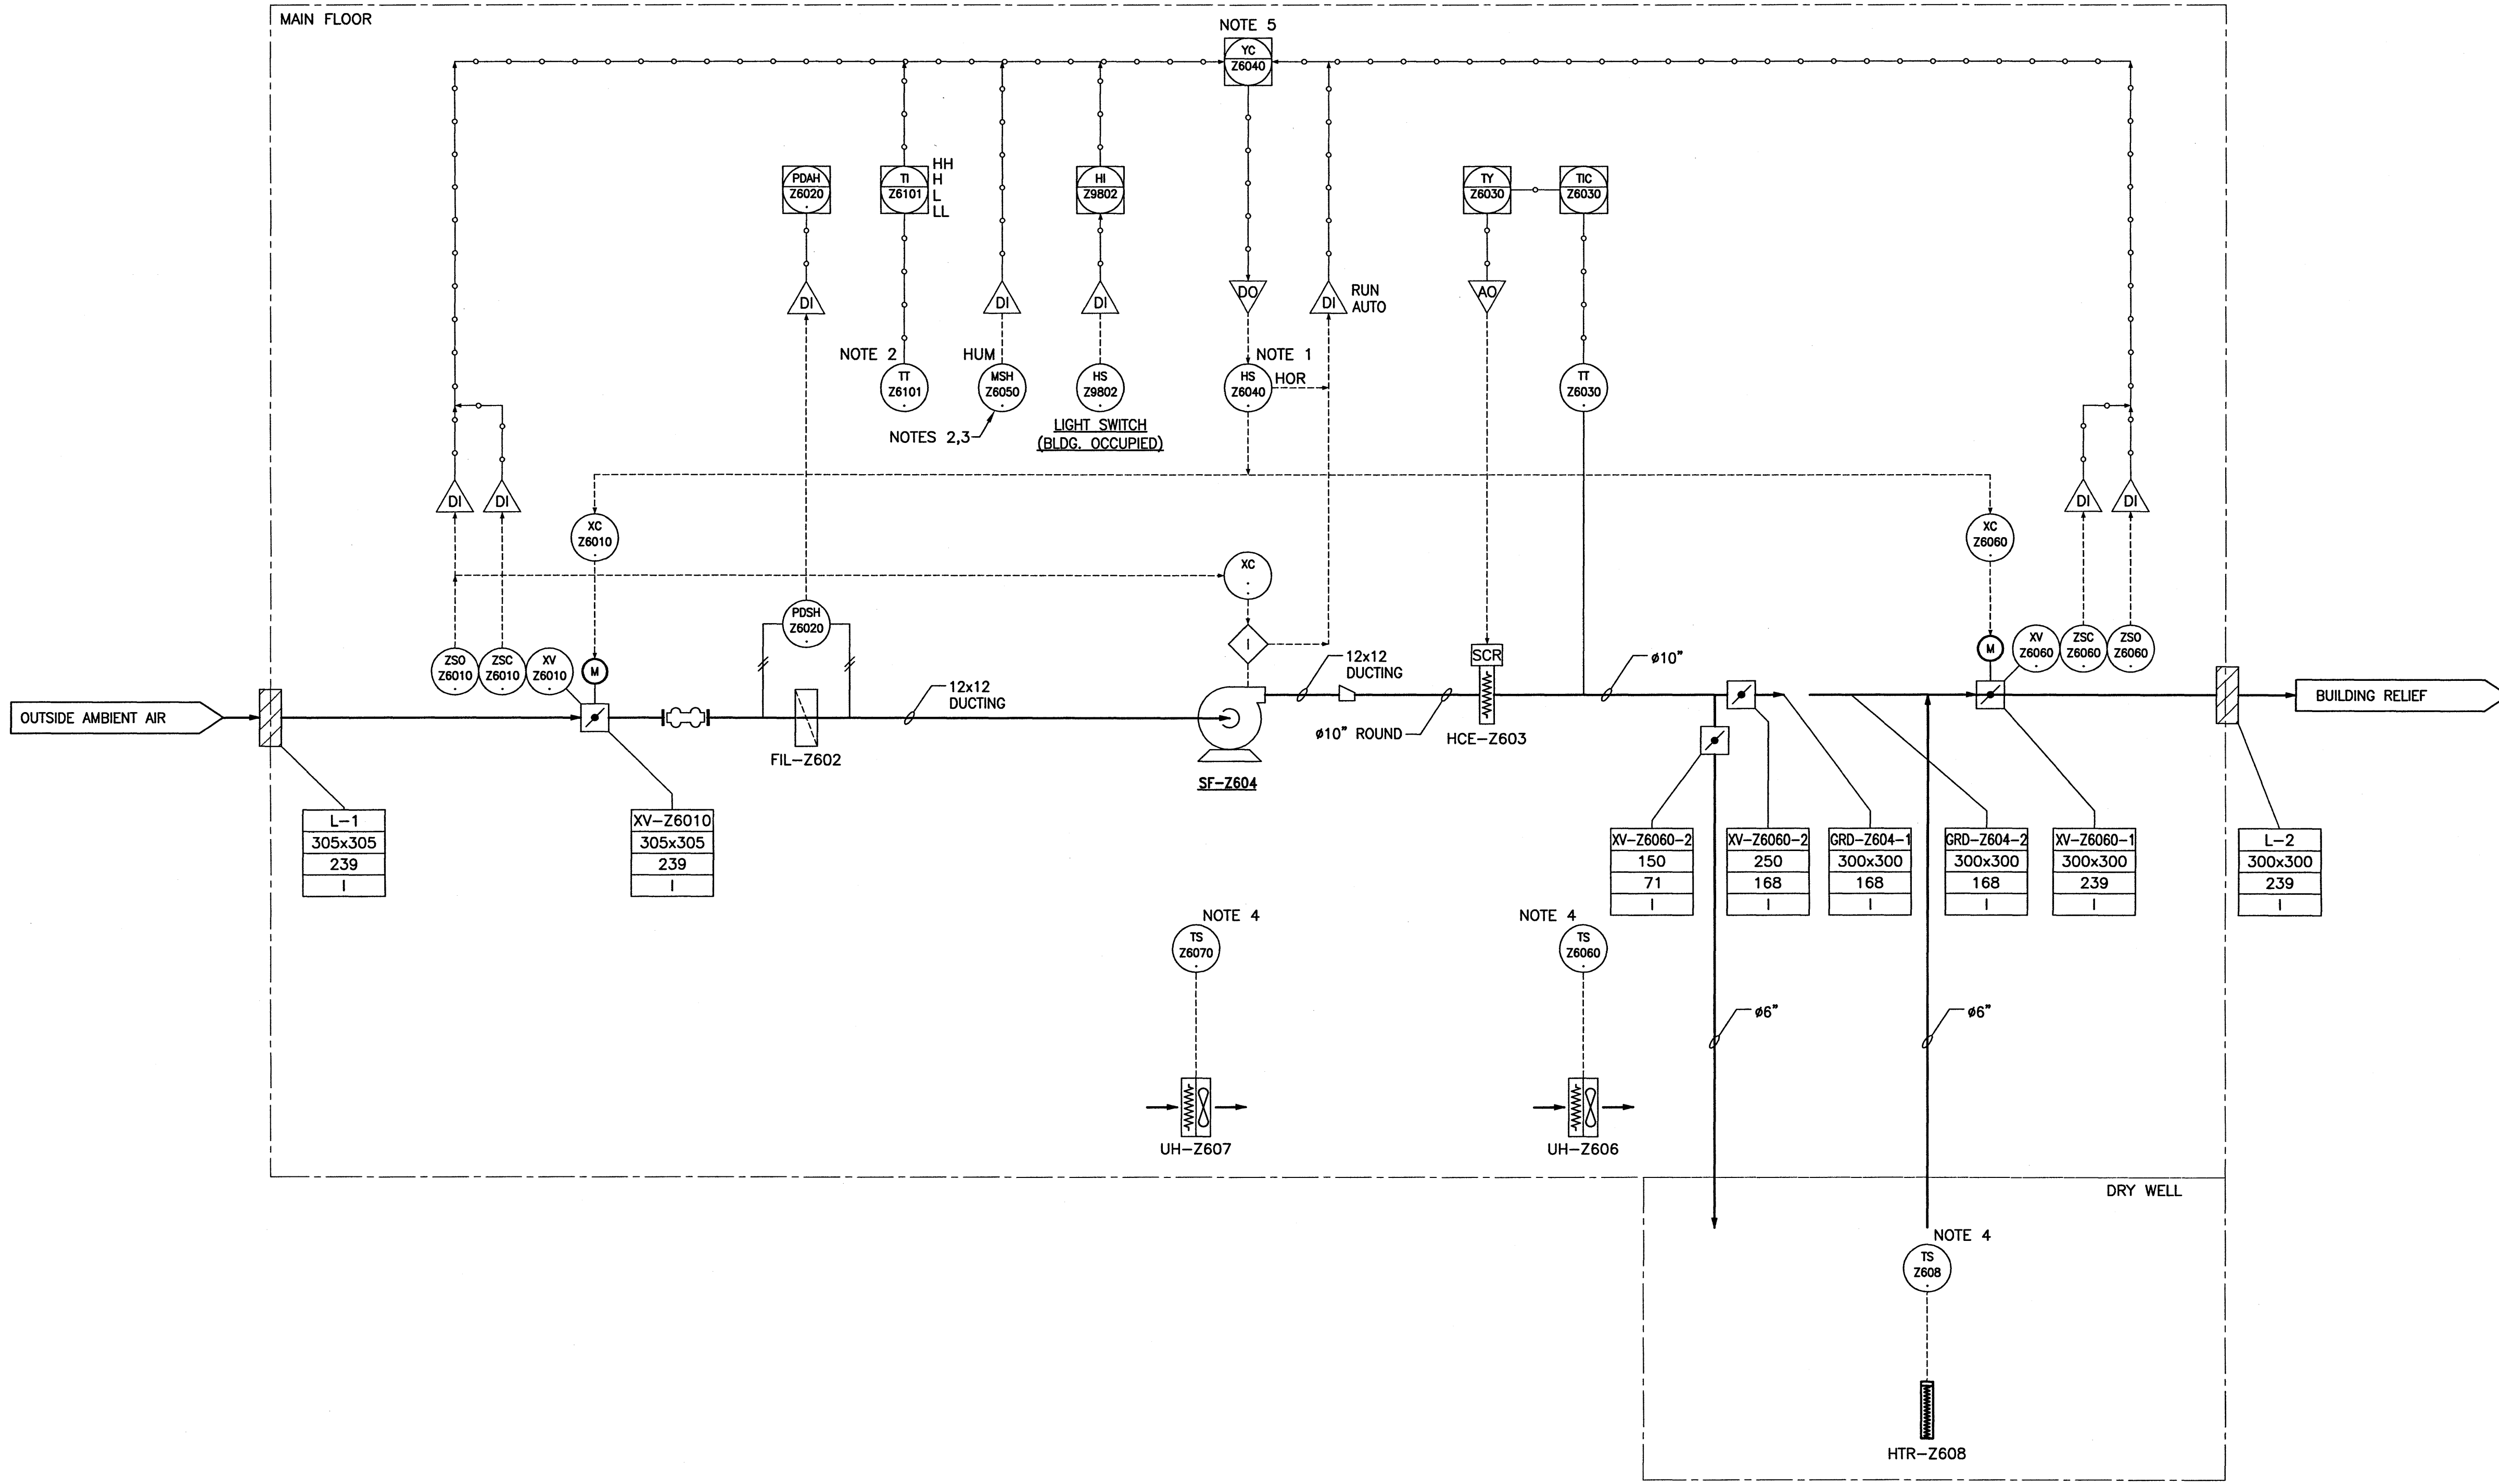 MAIN FLOOR
NOTE 5
YC
Z6040
PDAH
Z6020
TI
Z6101
HH
H
L
LL
HI
Z9802
TY
Z6030
TIC
Z6030
DI
DI
DI
DO
DI
RUN
AUTO
AO
NOTE 2
TT
Z6101
HUM
MSH
Z6050
NOTES 2,3
HS
Z9802
LIGHT SWITCH
(BLDG. OCCUPIED)
NOTE 1
HS
Z6040
HOR
TT
Z6030
DI
DI
DI
DI
XC
Z6010
XC
Z6060
XC
PDSH
Z6020
I
ZSO
Z6010
ZSC
Z6010
XV
Z6010
M
M
XV
Z6060
ZSC
Z6060
ZSO
Z6060
SCR
12x12
DUCTING
12x12
DUCTING
ø10"
ø10" ROUND
OUTSIDE AMBIENT AIR
BUILDING RELIEF
FIL-Z602
SF-Z604
HCE-Z603
L-1
305x305
239
I
XV-Z6010
305x305
239
I
XV-Z6060-2
150
71
I
XV-Z6060-2
250
168
I
GRD-Z604-1
300x300
168
I
GRD-Z604-2
300x300
168
I
XV-Z6060-1
300x300
239
I
L-2
300x300
239
I
NOTE 4
TS
Z6070
NOTE 4
TS
Z6060
ø6"
ø6"
UH-Z607
UH-Z606
DRY WELL
NOTE 4
TS
Z608
HTR-Z608